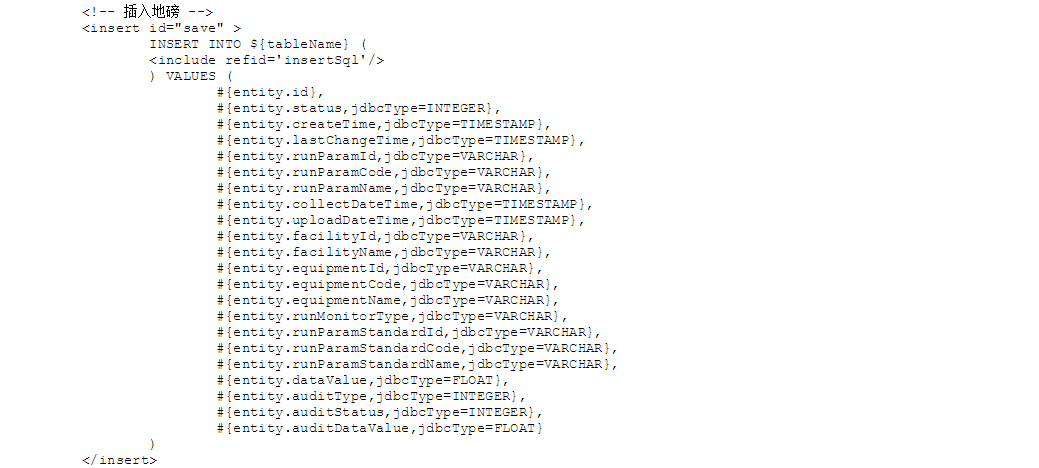 <!-- 插入地磅 -->
<insert id="save" >
INSERT INTO ${tableName} (
<include refid='insertSql'/>
) VALUES (
#{entity.id},
#{entity.status,jdbcType=INTEGER},
#{entity.createTime,jdbcType=TIMESTAMP},
#{entity.lastChangeTime,jdbcType=TIMESTAMP},
#{entity.runParamId,jdbcType=VARCHAR},
#{entity.runParamCode,jdbcType=VARCHAR},
#{entity.runParamName,jdbcType=VARCHAR},
#{entity.collectDateTime,jdbcType=TIMESTAMP},
#{entity.uploadDateTime,jdbcType=TIMESTAMP},
#{entity.facilityId,jdbcType=VARCHAR},
#{entity.facilityName,jdbcType=VARCHAR},
#{entity.equipmentId,jdbcType=VARCHAR},
#{entity.equipmentCode,jdbcType=VARCHAR},
#{entity.equipmentName,jdbcType=VARCHAR},
#{entity.runMonitorType,jdbcType=VARCHAR},
#{entity.runParamStandardId,jdbcType=VARCHAR},
#{entity.runParamStandardCode,jdbcType=VARCHAR},
#{entity.runParamStandardName,jdbcType=VARCHAR},
#{entity.dataValue,jdbcType=FLOAT},
#{entity.auditType,jdbcType=INTEGER},
#{entity.auditStatus,jdbcType=INTEGER},
#{entity.auditDataValue,jdbcType=FLOAT}
)
</insert>